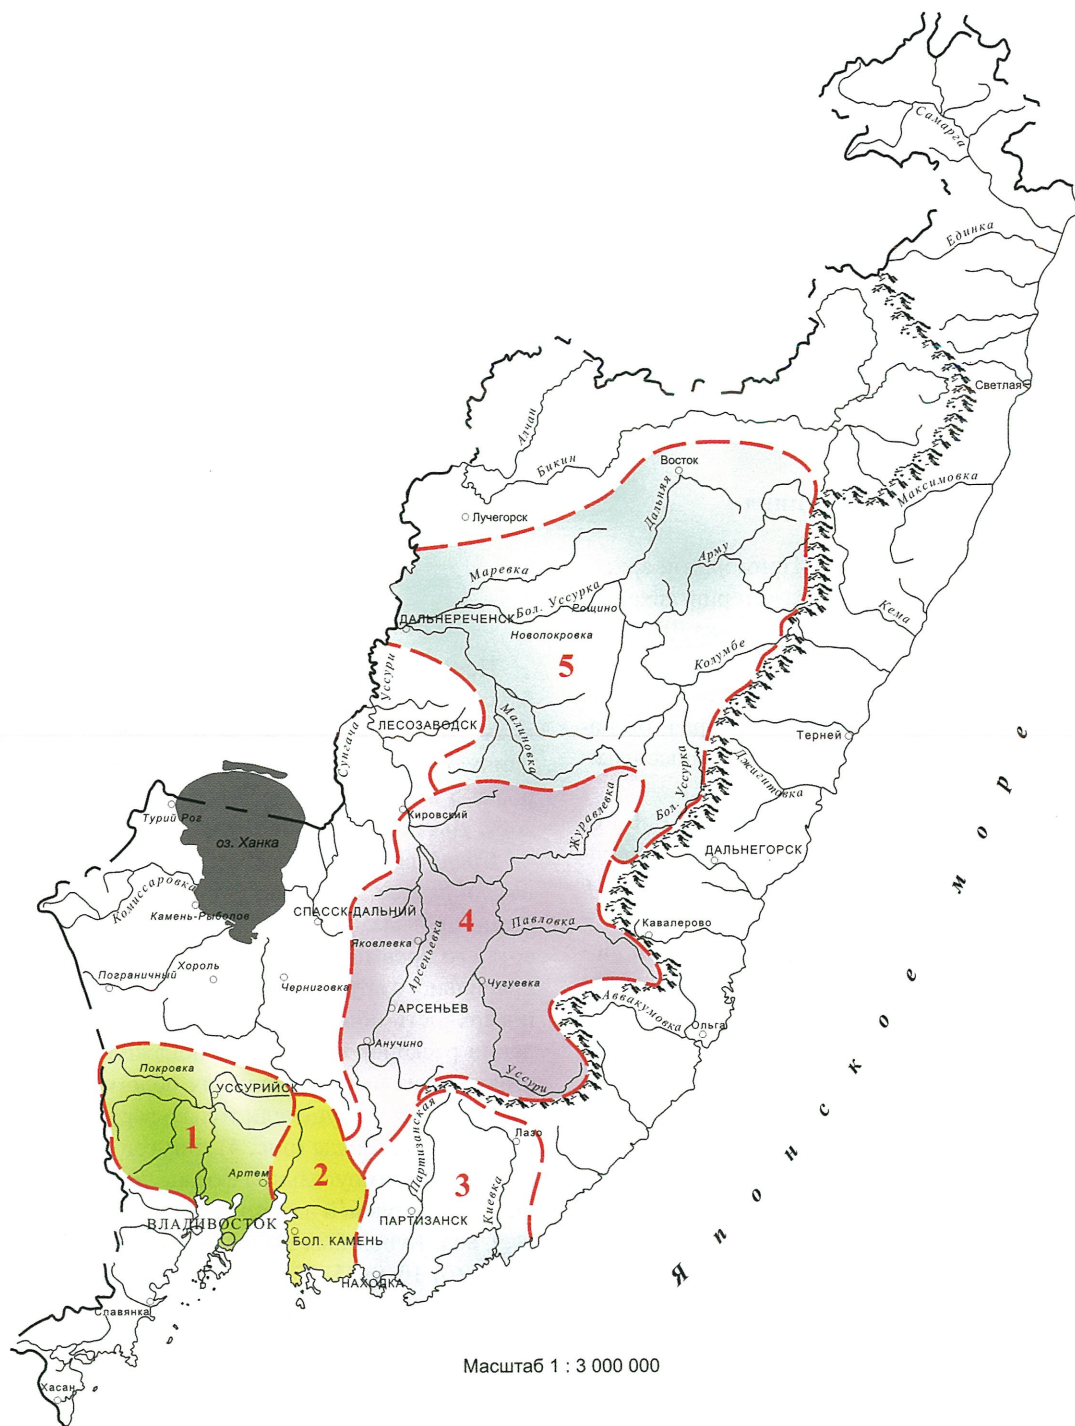 Самарга
Единка
Светлая
Алчан
Бикин
Восток
Дальняя
Максимовка
Лучегорск
Арму
Маревка
Бол. Уссурка
Рощино
Кема
ДАЛЬНЕРЕЧЕНСК
Новопокровка
5
Колумбе
Уссури
ЛЕСОЗАВОДСК
Малиновка
Сунгача
Терней
Джигитовка
Бол. Уссурка
Турий Рог
Кировский
Журавлевка
оз. Ханка
ДАЛЬНЕГОРСК
Комиссаровка
Камень-Рыболов
СПАССК-ДАЛЬНИЙ
4
Павловка
Кавалерово
Яковлевка
Арсеньевка
Пограничный
Хороль
Черниговка
Чугуевка
АРСЕНЬЕВ
Аввакумовка
Ольга
Анучино
Покровка
УССУРИЙСК
Уссури
Партизанская
Лазо
1
2
3
Артем
Киевка
ПАРТИЗАНСК
ВЛАДИВОСТОК
БОЛ. КАМЕНЬ
НАХОДКА
Славянка
Хасан
Японское море
Масштаб 1 : 3 000 000